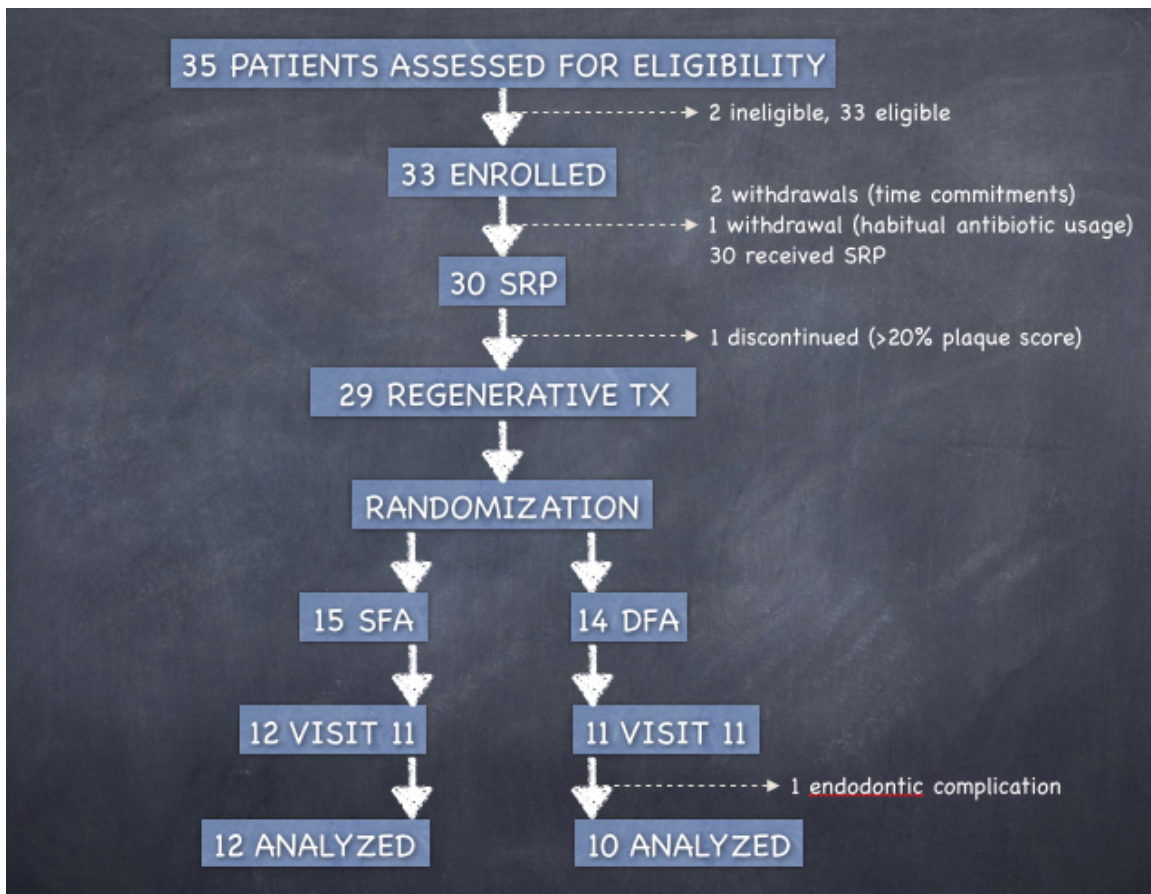 35 PATIENTS ASSESSED FOR ELIGIBILITY
2 ineligible, 33 eligible
33 ENROLLED
2 withdrawals (time commitments)
1 withdrawal (habitual antibiotic usage)
30 received SRP
30 SRP
1 discontinued (>20% plaque score)
29 REGENERATIVE TX
RANDOMIZATION
15 SFA
14 DFA
12 VISIT 11
11 VISIT 11
1 endodontic complication
12 ANALYZED
10 ANALYZED